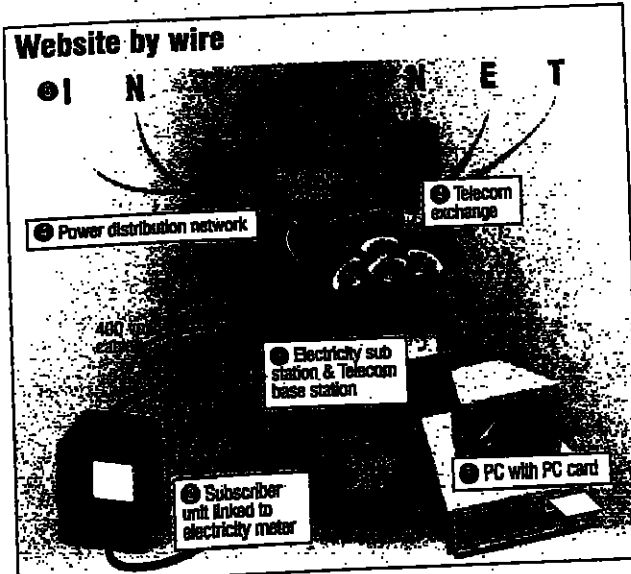 Website by wire
I N N E T
Power distribution network
Telecom
exchange
400
Electricity sub
station & Telecom
base station
PC with PC card
Subscriber
unit linked to
electricity meter